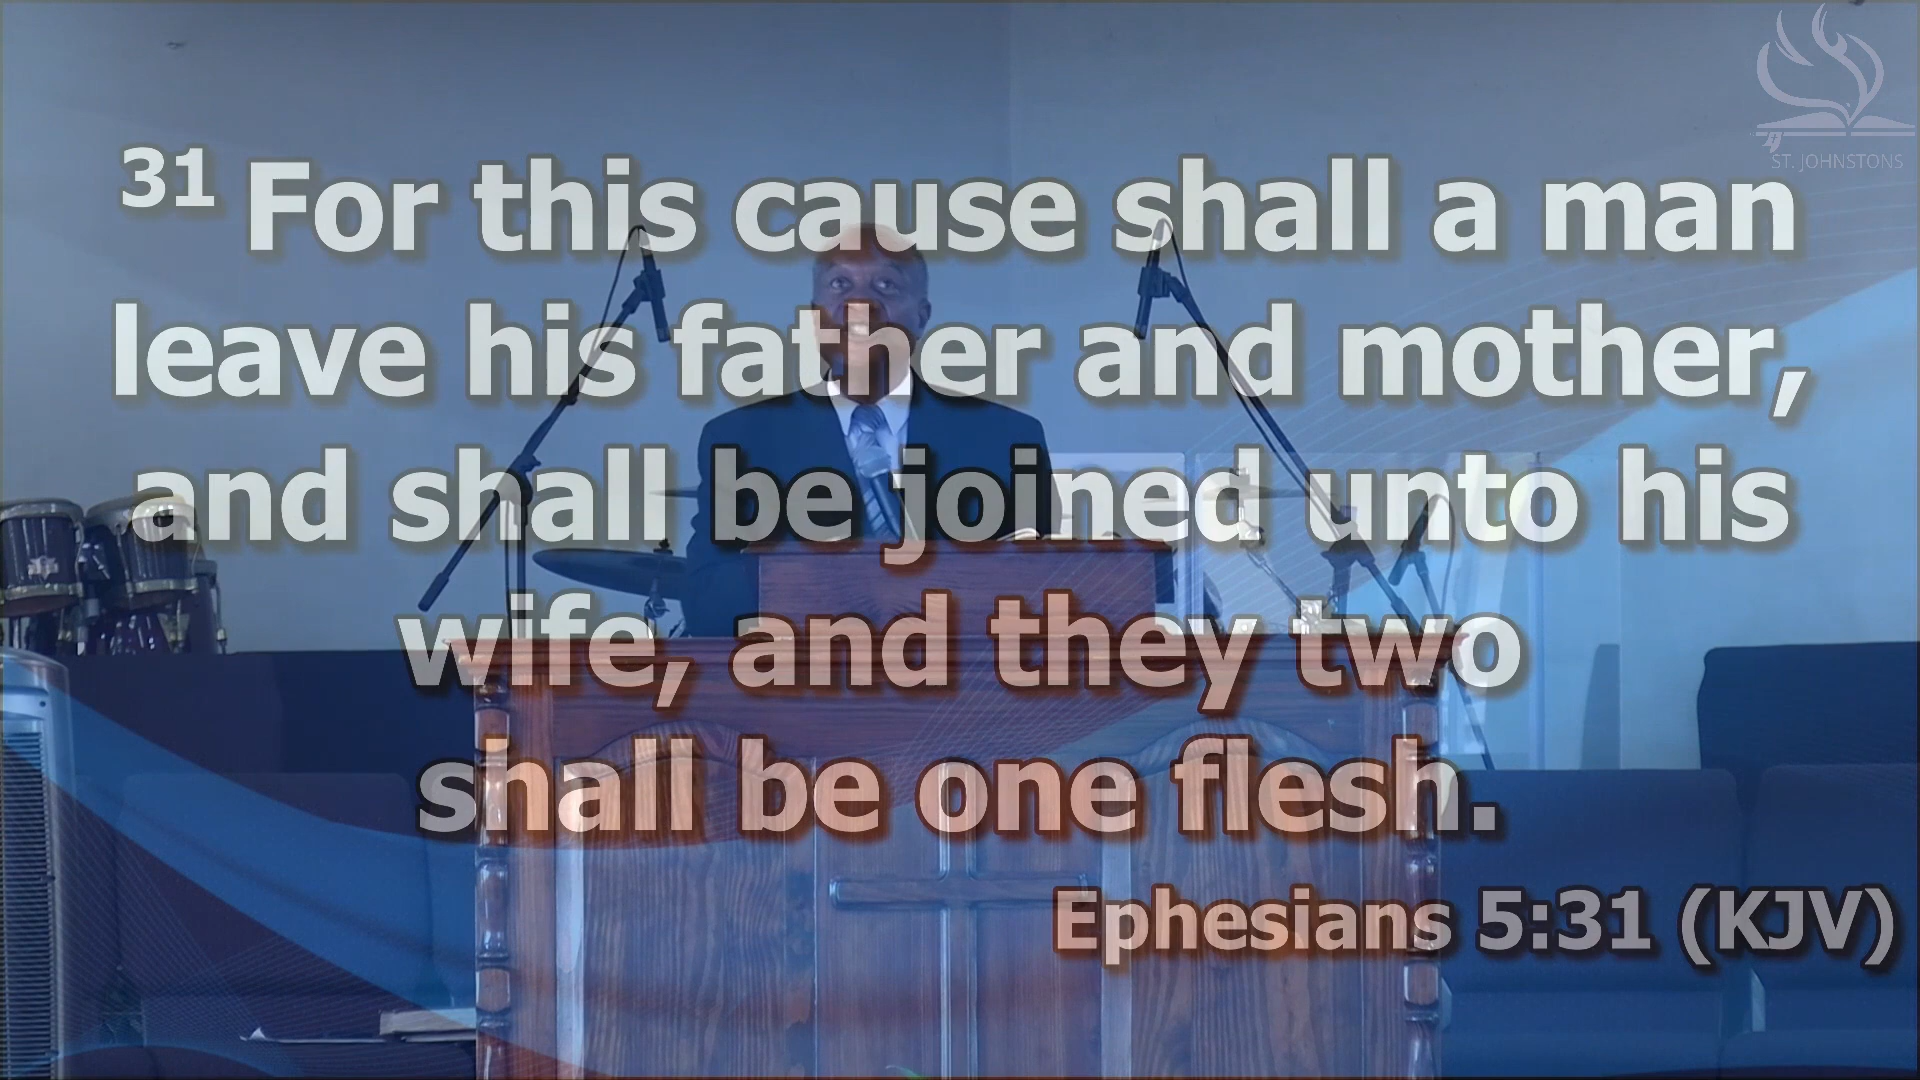 ST. JOHNSTONS
31 For this cause shall a man
leave his father and mother,
and shall be joined unto his
wife, and they two
shall be one flesh.
Ephesians 5:31 (KJV)